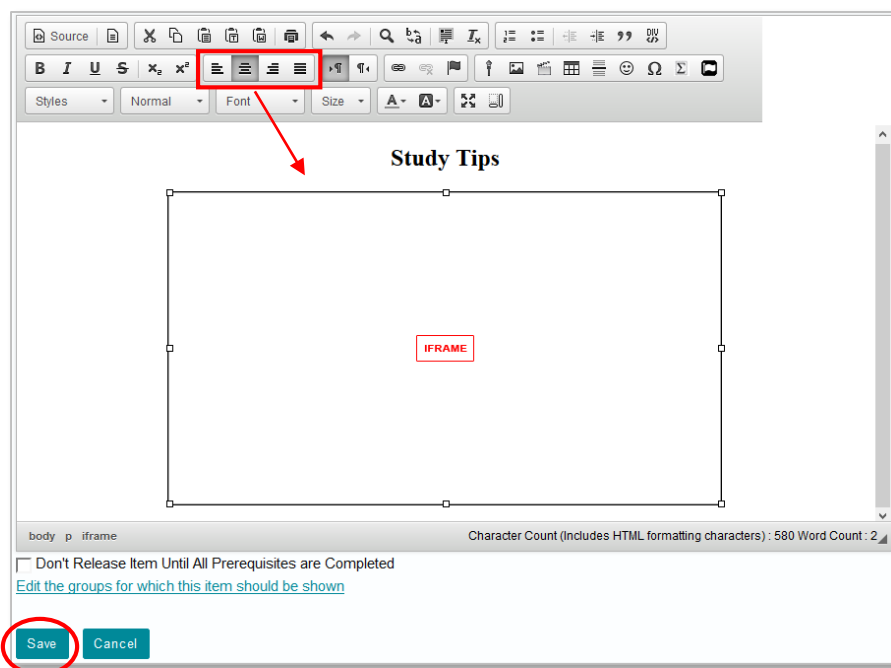 Source
B I U S x₂ x² Ω Σ
Styles Normal Font Size A A
Study Tips
IFRAME
body p iframe Character Count (Includes HTML formatting characters) : 580 Word Count : 2
Don't Release Item Until All Prerequisites are Completed
Edit the groups for which this item should be shown
Save Cancel